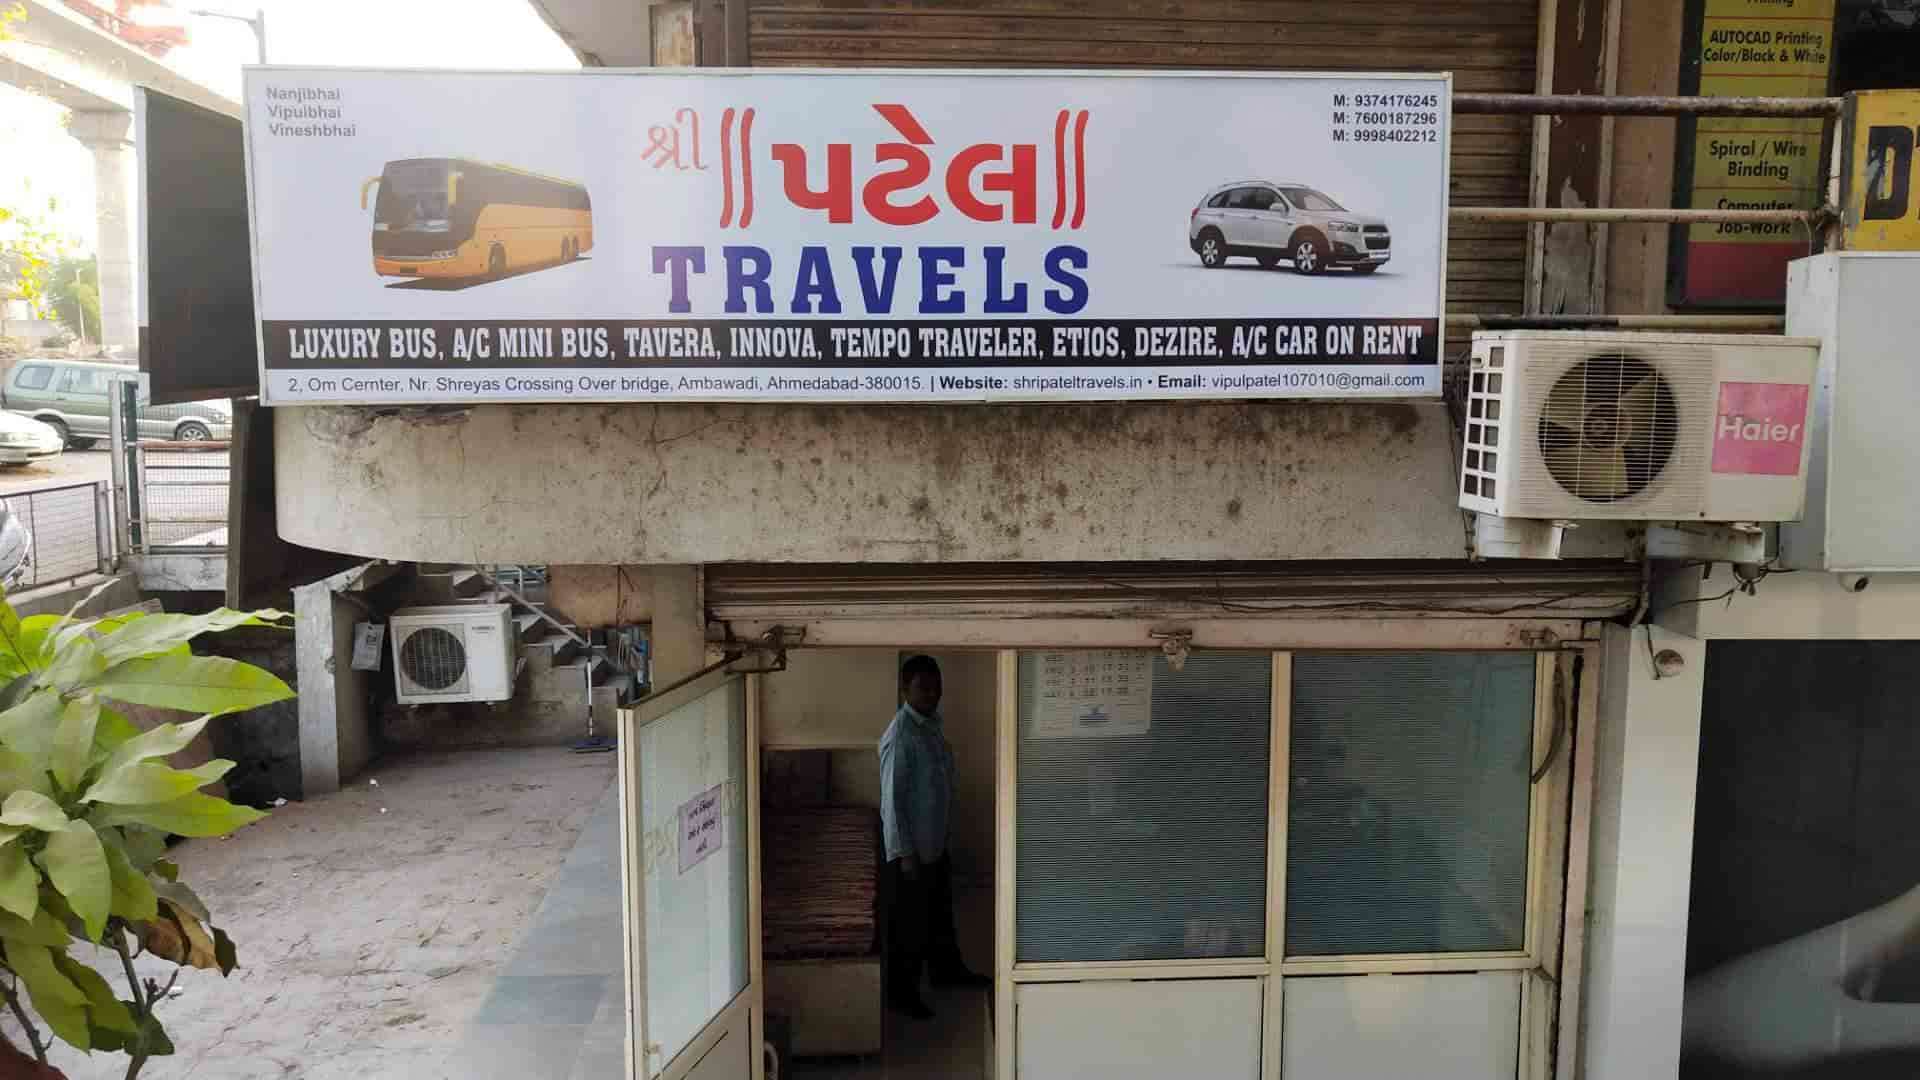 Nanjibhai
Vipulbhai
Vineshbhai
શ્રી
પટેલ
TRAVELS
M: 9374176245
M: 7600187296
M: 9998402212
LUXURY BUS, A/C MINI BUS, TAVERA, INNOVA, TEMPO TRAVELER, ETIOS, DEZIRE, A/C CAR ON RENT
2, Om Cernter, Nr. Shreyas Crossing Over bridge, Ambawadi, Ahmedabad-380015. | Website: shripateltravels.in • Email: vipulpatel107010@gmail.com
AUTOCAD Printing
Color/Black & White
Spiral / Wire
Binding
Computer
Job-Work
Haier